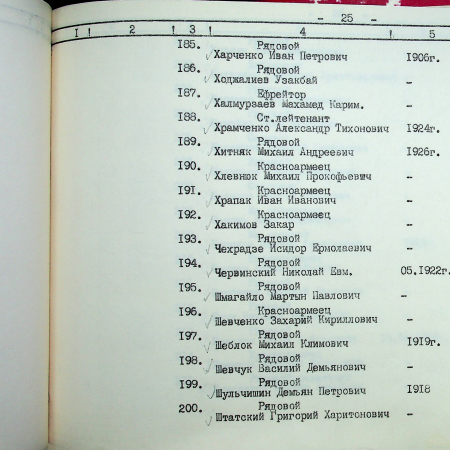 - 25 -
1 ! 2 ! 3 ! 4 ! 5
185. Рядовой
Харченко Иван Петрович 1906г.
186. Рядовой
Ходжалиев Узакбай -
187. Ефрейтор
Халмурзаев Махамад Карим. -
188. Ст.лейтенант
Храмченко Александр Тихонович 1924г.
189. Рядовой
Хитняк Михаил Андреевич 1926г.
190. Красноармеец
Хлевнюк Михаил Прокофьевич -
191. Красноармеец
Храпак Иван Иванович -
192. Красноармеец
Хакимов Закар -
193. Рядовой
Чехрадзе Исидор Ермолаевич -
194. Рядовой
Червинский Николай Евм. 05.1922г.
195. Рядовой
Шмагайло Мартын Павлович -
196. Красноармеец
Шевченко Захарий Кириллович -
197. Рядовой
Шеблок Михаил Климович 1919г.
198. Рядовой
Шевчук Василий Демьянович -
199. Рядовой
Шульчишин Демьян Петрович 1918
200. Рядовой
Штатский Григорий Харитонович -